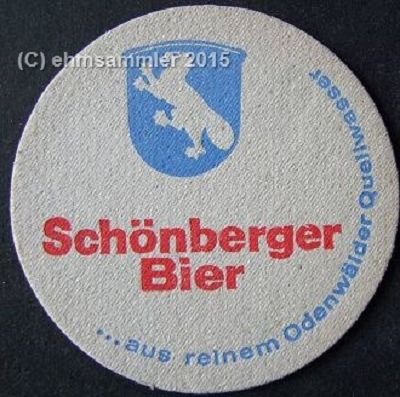 (C) ehmsammler 2015
Schönberger
Bier
...aus reinem Odenwälder Quellwasser